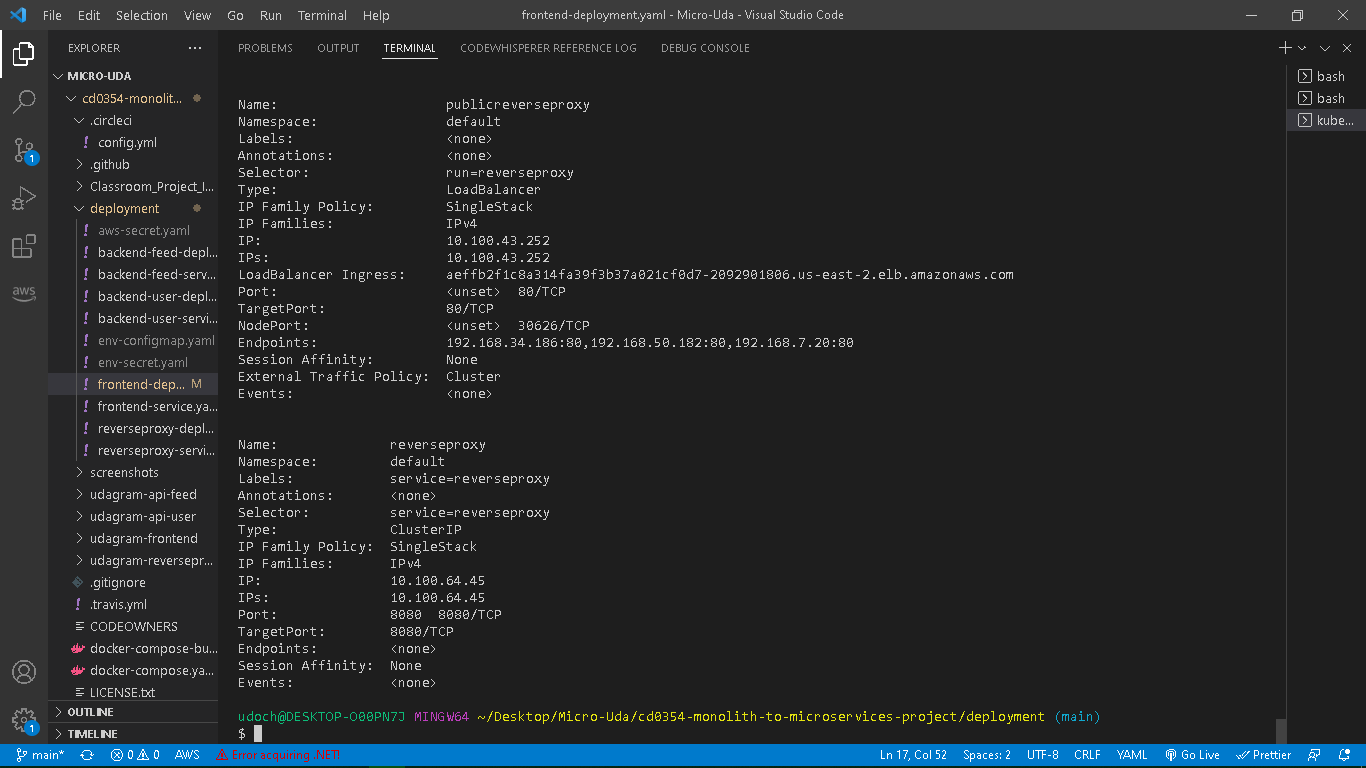 File Edit Selection View Go Run Terminal Help
frontend-deployment.yaml - Micro-Uda - Visual Studio Code
EXPLORER
MICRO-UDA
cd0354-monolit...
.circleci
config.yml
.github
Classroom_Project_I...
deployment
aws-secret.yaml
backend-feed-depl...
backend-feed-serv...
backend-user-depl...
backend-user-servi...
env-configmap.yaml
env-secret.yaml
frontend-dep... M
frontend-service.ya...
reverseproxy-depl...
reverseproxy-servi...
screenshots
udagram-api-feed
udagram-api-user
udagram-frontend
udagram-reversepr...
.gitignore
.travis.yml
CODEOWNERS
docker-compose-bu...
docker-compose.ya...
LICENSE.txt
OUTLINE
TIMELINE
1
aws
1
PROBLEMS OUTPUT TERMINAL CODEWHISPERER REFERENCE LOG DEBUG CONSOLE
Name: publicreverseproxy
Namespace: default
Labels: <none>
Annotations: <none>
Selector: run=reverseproxy
Type: LoadBalancer
IP Family Policy: SingleStack
IP Families: IPv4
IP: 10.100.43.252
IPs: 10.100.43.252
LoadBalancer Ingress: aeffb2f1c8a314fa39f3b37a021cf0d7-2092901806.us-east-2.elb.amazonaws.com
Port: <unset> 80/TCP
TargetPort: 80/TCP
NodePort: <unset> 30626/TCP
Endpoints: 192.168.34.186:80,192.168.50.182:80,192.168.7.20:80
Session Affinity: None
External Traffic Policy: Cluster
Events: <none>
Name: reverseproxy
Namespace: default
Labels: service=reverseproxy
Annotations: <none>
Selector: service=reverseproxy
Type: ClusterIP
IP Family Policy: SingleStack
IP Families: IPv4
IP: 10.100.64.45
IPs: 10.100.64.45
Port: 8080 8080/TCP
TargetPort: 8080/TCP
Endpoints: <none>
Session Affinity: None
Events: <none>
udoch@DESKTOP-O00PN7J MINGW64 ~/Desktop/Micro-Uda/cd0354-monolith-to-microservices-project/deployment (main)
$
bash
bash
kube...
main* 0 0 AWS Error acquiring .NET!
Ln 17, Col 52 Spaces: 2 UTF-8 CRLF YAML Go Live Prettier